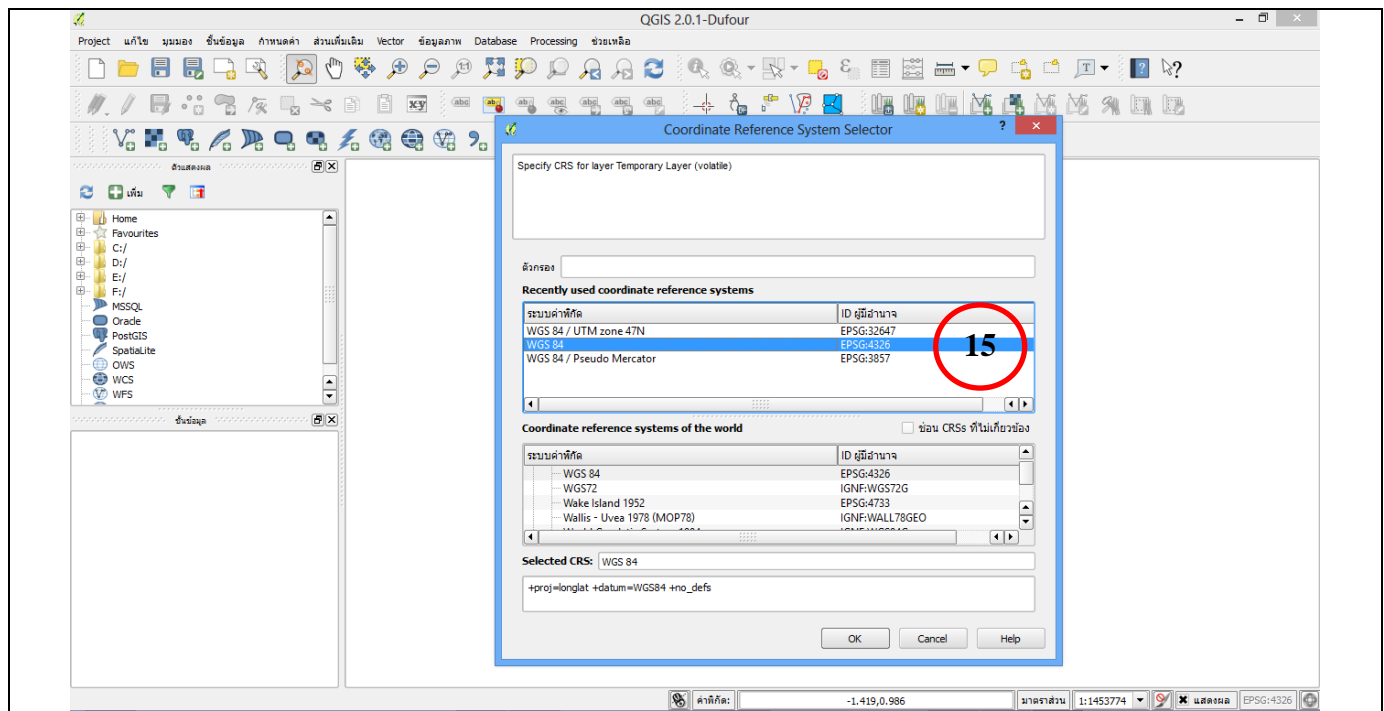 QGIS 2.0.1-Dufour
Project แก้ไข มุมมอง ชั้นข้อมูล กำหนดค่า ส่วนเพิ่มเติม Vector ข้อมูลภาพ Database Processing ช่วยเหลือ
Coordinate Reference System Selector
ตัวแสดงผล
เพิ่ม
Home
Favourites
C:/
D:/
E:/
F:/
MSSQL
Oracle
PostGIS
SpatiaLite
OWS
WCS
WFS
ชั้นข้อมูล
Specify CRS for layer Temporary Layer (volatile)
ตัวกรอง
Recently used coordinate reference systems
ระบบค่าพิกัด ID ผู้มีอำนาจ
WGS 84 / UTM zone 47N EPSG:32647
WGS 84 EPSG:4326
WGS 84 / Pseudo Mercator EPSG:3857
15
Coordinate reference systems of the world ซ่อน CRSs ที่ไม่เกี่ยวข้อง
ระบบค่าพิกัด ID ผู้มีอำนาจ
WGS 84 EPSG:4326
WGS72 IGNF:WGS72G
Wake Island 1952 EPSG:4733
Wallis - Uvea 1978 (MOP78) IGNF:WALL78GEO
Selected CRS: WGS 84
+proj=longlat +datum=WGS84 +no_defs
OK Cancel Help
ค่าพิกัด: -1.419,0.986 มาตราส่วน 1:1453774 แสดงผล EPSG:4326